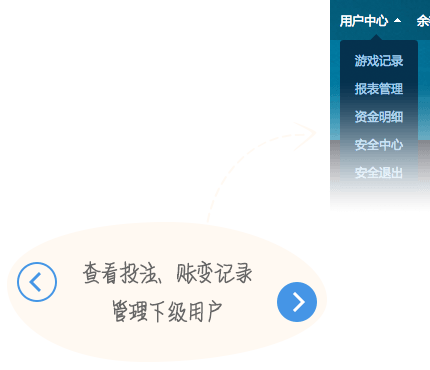 用户中心 余
游戏记录
报表管理
资金明细
安全中心
安全退出
查看投注、账变记录
管理下级用户